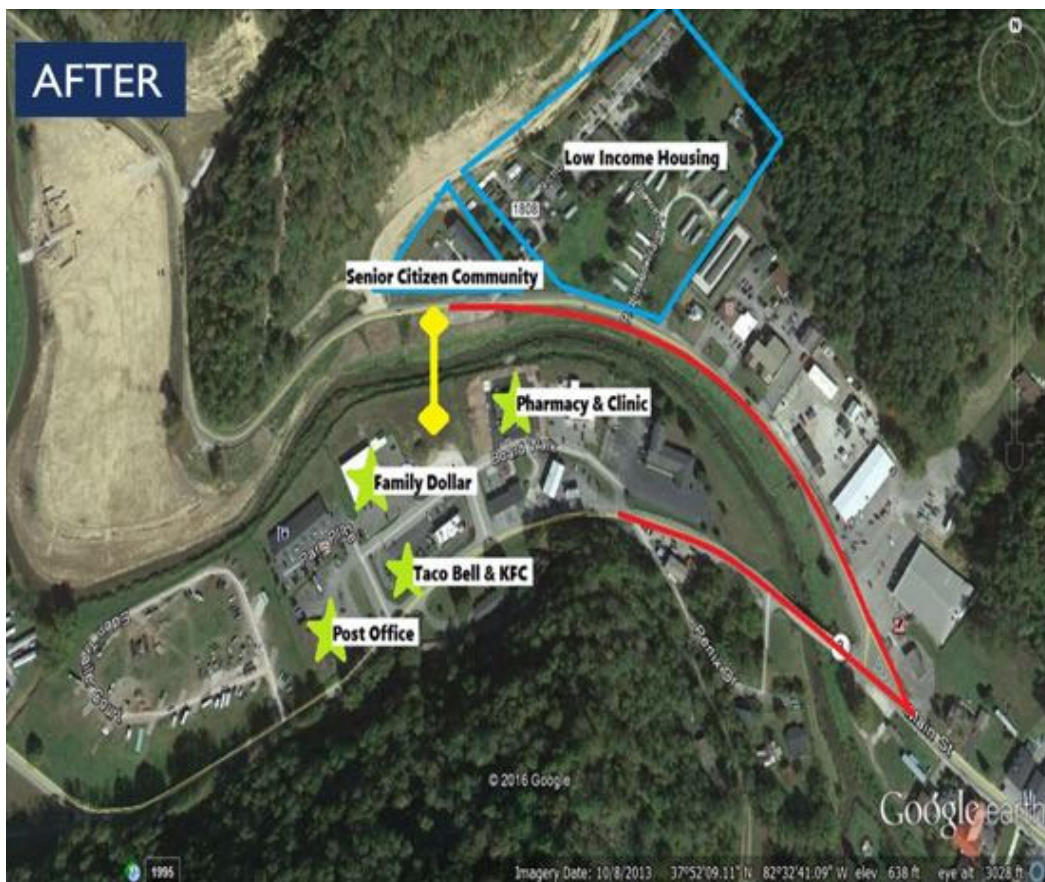 AFTER
N
Low Income Housing
1808
Senior Citizen Community
Pharmacy & Clinic
Family Dollar
Taco Bell & KFC
Post Office
Main St
© 2016 Google
Google earth
1995
Imagery Date: 10/8/2013 37°52'09.11" N 82°32'41.09" W elev 638 ft eye alt 3028 ft